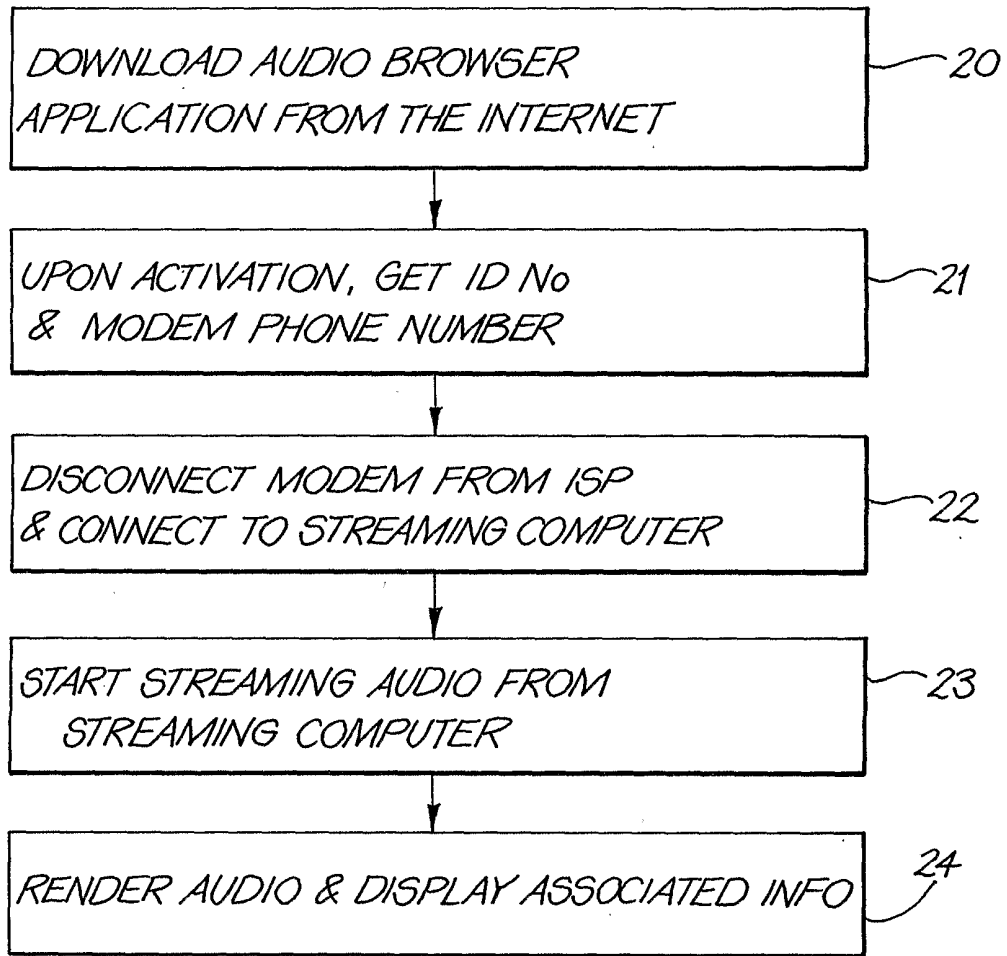 DOWNLOAD AUDIO BROWSER
APPLICATION FROM THE INTERNET
20
UPON ACTIVATION, GET ID No
& MODEM PHONE NUMBER
21
DISCONNECT MODEM FROM ISP
& CONNECT TO STREAMING COMPUTER
22
START STREAMING AUDIO FROM
STREAMING COMPUTER
23
RENDER AUDIO & DISPLAY ASSOCIATED INFO
24